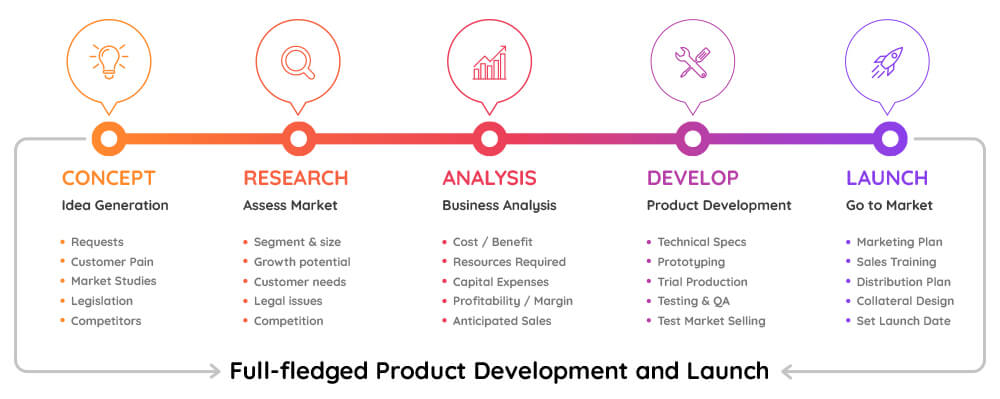 CONCEPT
Idea Generation
Requests
Customer Pain
Market Studies
Legislation
Competitors
RESEARCH
Assess Market
Segment & size
Growth potential
Customer needs
Legal issues
Competition
ANALYSIS
Business Analysis
Cost / Benefit
Resources Required
Capital Expenses
Profitability / Margin
Anticipated Sales
DEVELOP
Product Development
Technical Specs
Prototyping
Trial Production
Testing & QA
Test Market Selling
LAUNCH
Go to Market
Marketing Plan
Sales Training
Distribution Plan
Collateral Design
Set Launch Date
Full-fledged Product Development and Launch